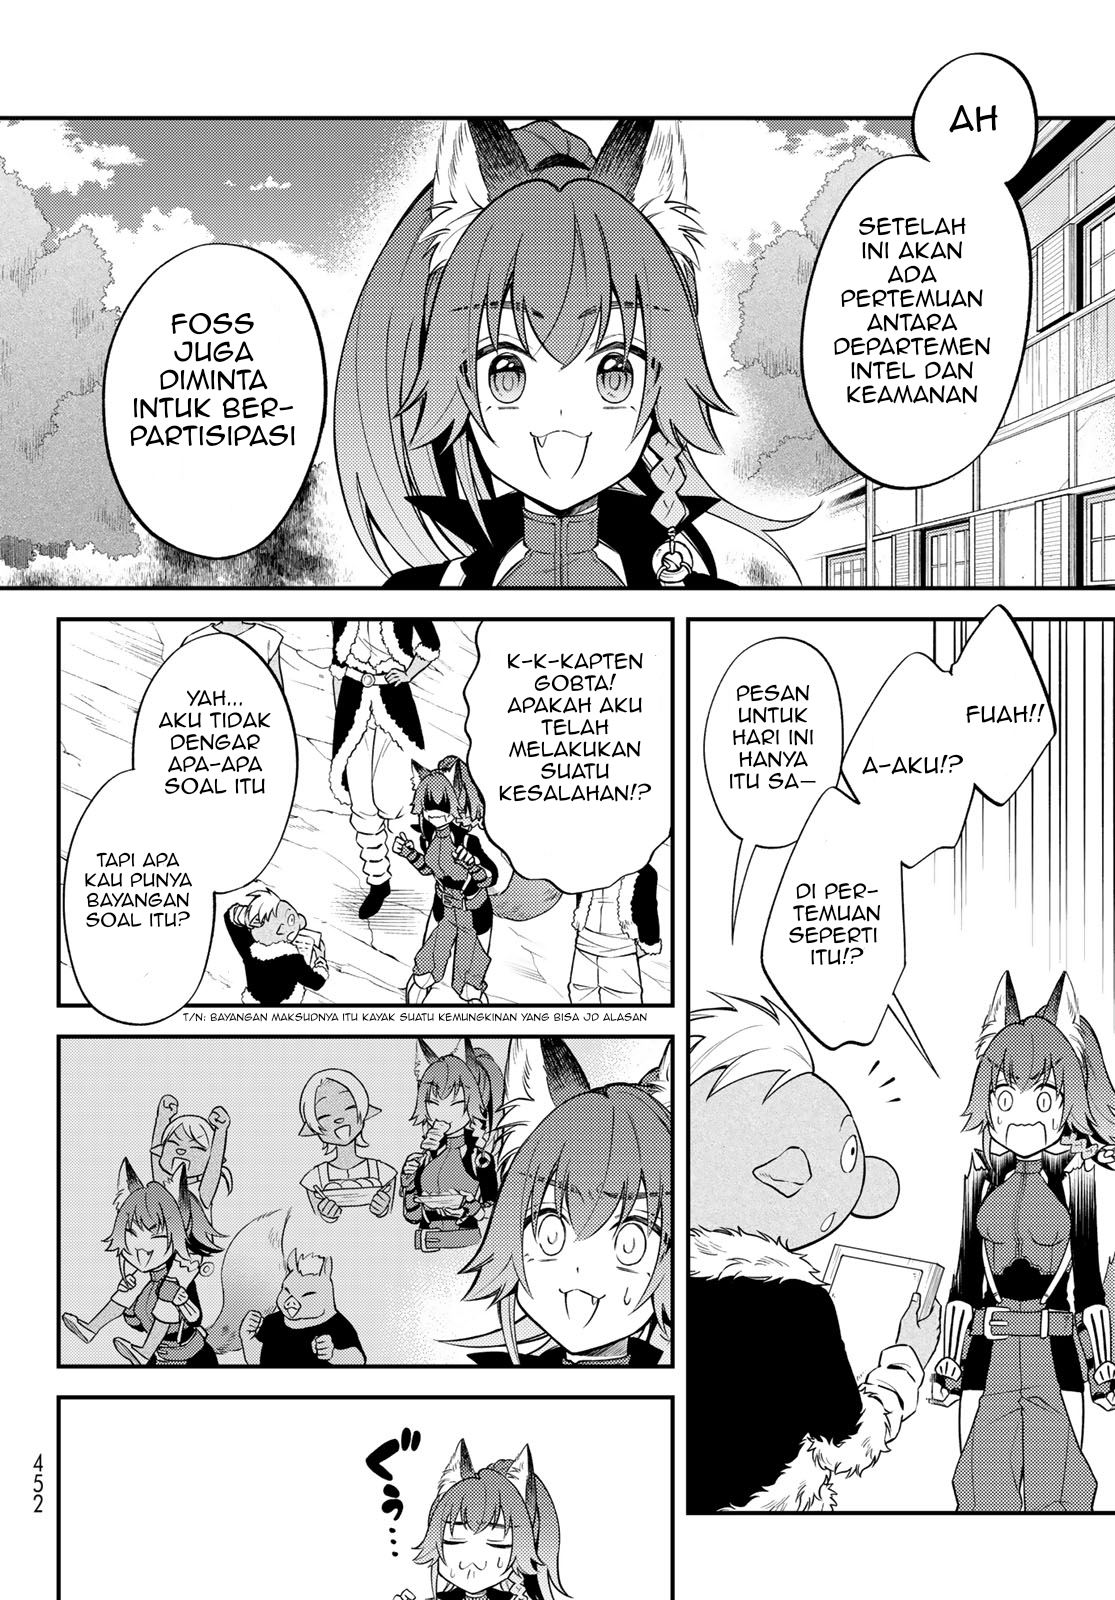 AH
SETELAH
INI AKAN
ADA
PERTEMUAN
ANTARA
DEPARTEMEN
INTEL DAN
KEAMANAN
FOSS
JUGA
DIMINTA
INTUK BER-
PARTISIPASI
FUAH!!
A-AKU!?
DI PER-
TEMUAN
SEPERTI
ITU!?
PESAN
UNTUK
HARI INI
HANYA
ITU SA—
K-K-KAPTEN
GOBTA!
APAKAH AKU
TELAH
MELAKUKAN
SUATU
KESALAHAN!?
YAH...
AKU TIDAK
DENGAR
APA-APA
SOAL ITU
TAPI APA
KAU PUNYA
BAYANGAN
SOAL ITU?
T/N: BAYANGAN MAKSUDNYA ITU KAYAK SUATU KEMUNGKINAN YANG BISA JD ALASAN
ぐぅ…
452